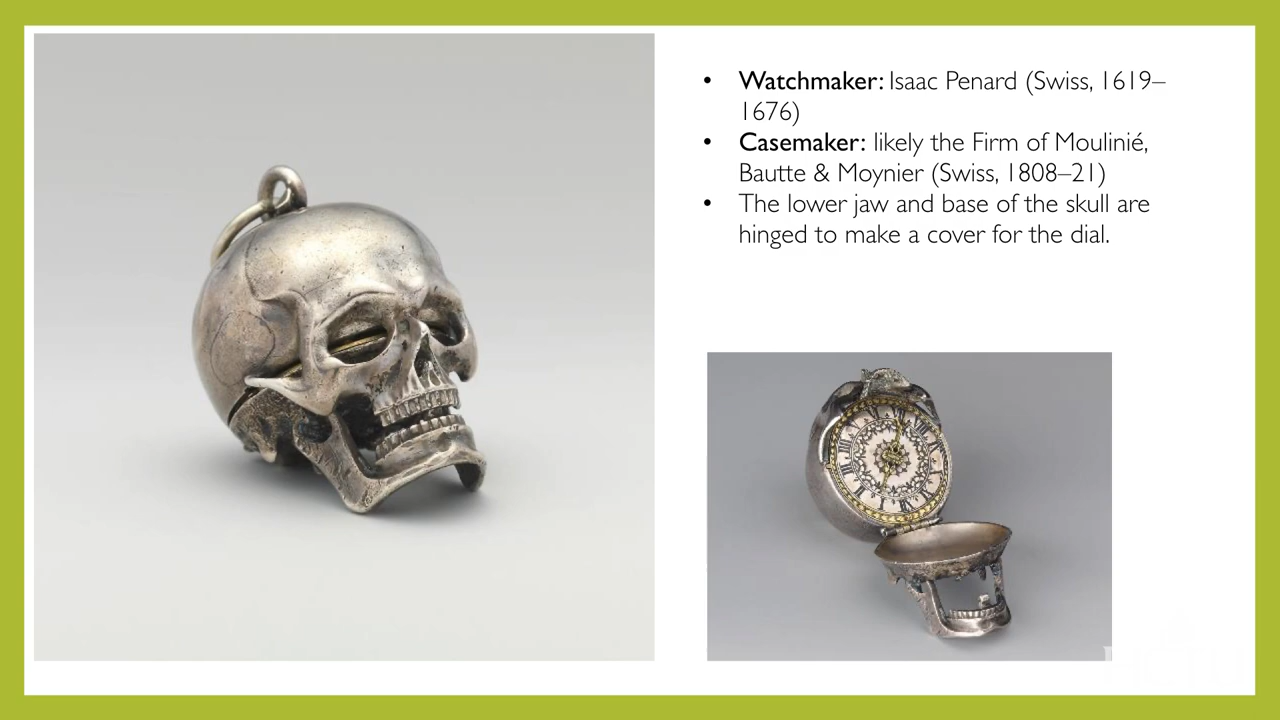 • Watchmaker: Isaac Penard (Swiss, 1619–
1676)
• Casemaker: likely the Firm of Moulinié,
Bautte & Moynier (Swiss, 1808–21)
• The lower jaw and base of the skull are
hinged to make a cover for the dial.